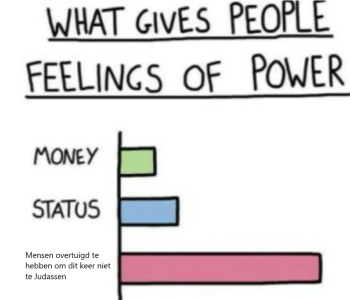 WHAT GIVES PEOPLE
FEELINGS OF POWER
MONEY
STATUS
Mensen overtuigd te
hebben om dit keer niet
te Judassen